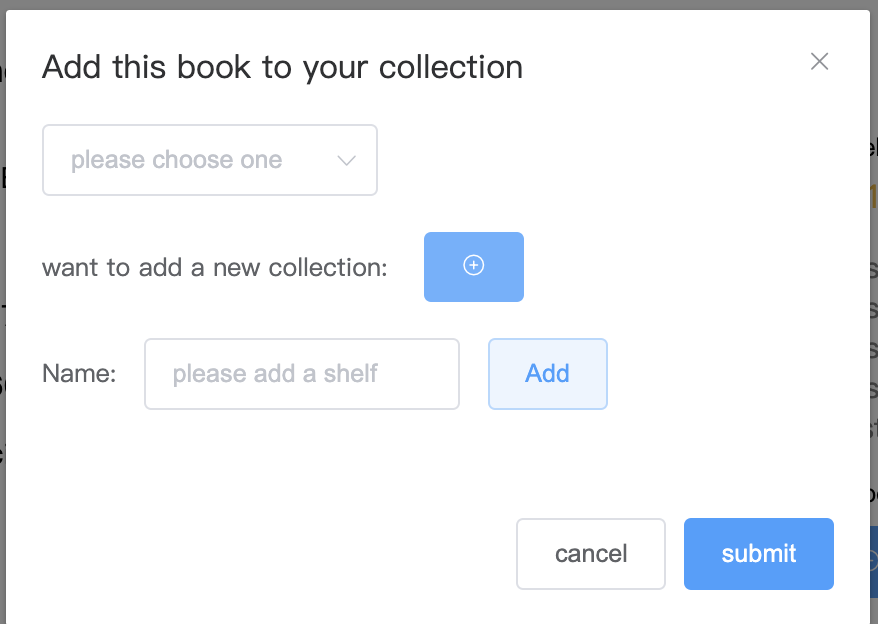 Add this book to your collection
please choose one
want to add a new collection:
Name: please add a shelf Add
cancel submit